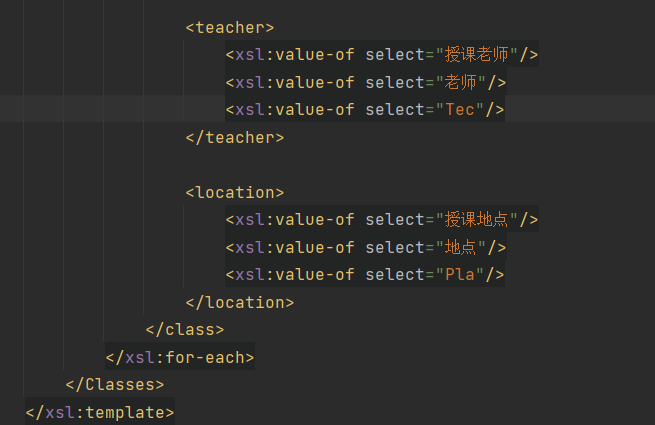 <teacher>
<xsl:value-of select="授课老师"/>
<xsl:value-of select="老师"/>
<xsl:value-of select="Tec"/>
</teacher>
<location>
<xsl:value-of select="授课地点"/>
<xsl:value-of select="地点"/>
<xsl:value-of select="Pla"/>
</location>
</class>
</xsl:for-each>
</Classes>
</xsl:template>